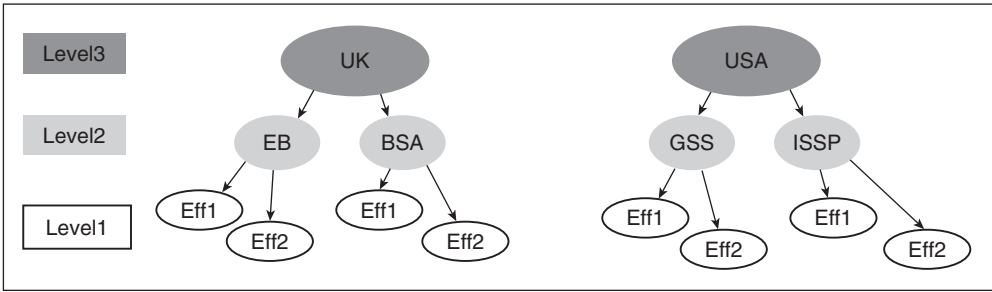 Level3
UK
USA
Level2
EB
BSA
GSS
ISSP
Level1
Eff1
Eff2
Eff1
Eff2
Eff1
Eff2
Eff1
Eff2